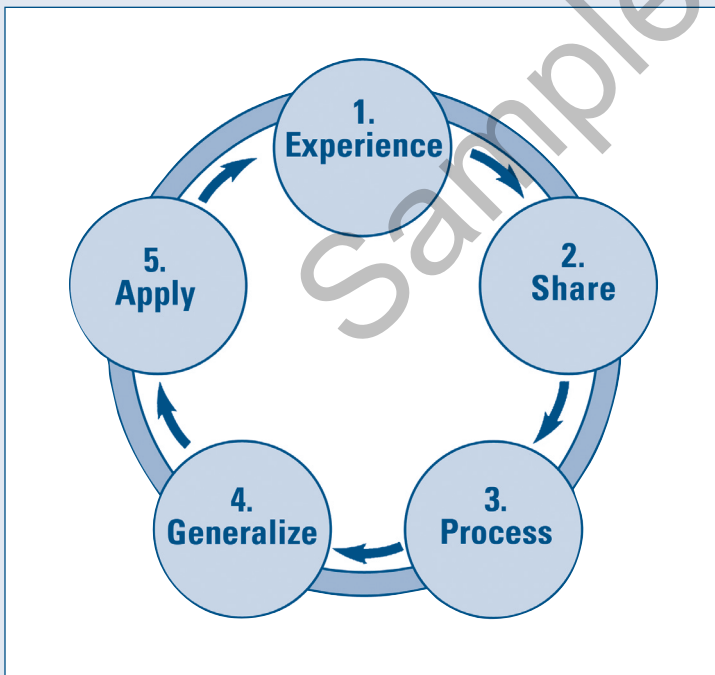 Sample
1.
Experience
2.
Share
3.
Process
4.
Generalize
5.
Apply